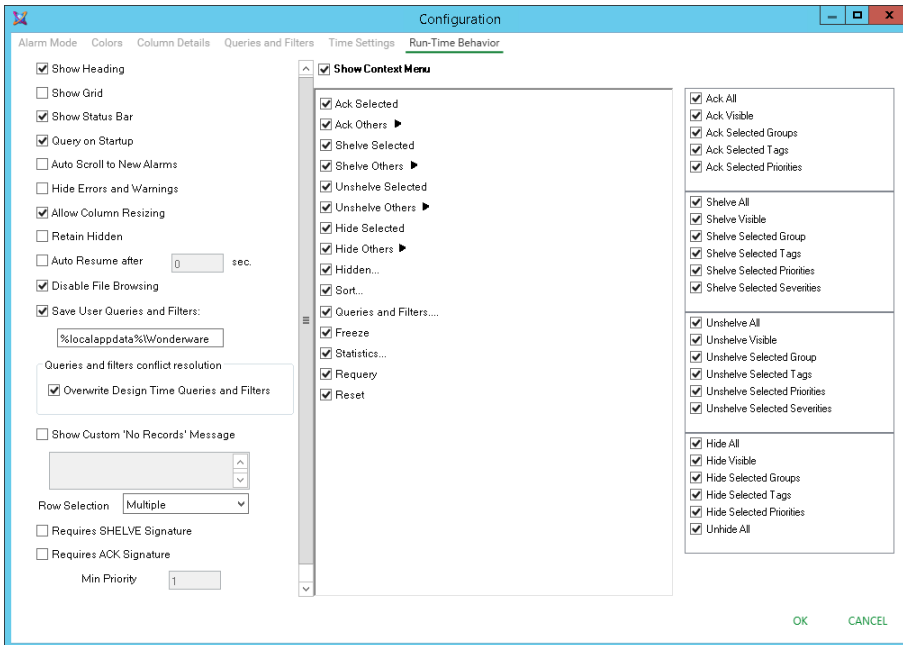 Configuration
Alarm Mode Colors Column Details Queries and Filters Time Settings Run-Time Behavior
Show Heading
Show Grid
Show Status Bar
Query on Startup
Auto Scroll to New Alarms
Hide Errors and Warnings
Allow Column Resizing
Retain Hidden
Auto Resume after 0 sec.
Disable File Browsing
Save User Queries and Filters:
%localappdata%\Wonderware
Queries and filters conflict resolution
Overwrite Design Time Queries and Filters
Show Custom 'No Records' Message
Row Selection Multiple
Requires SHELVE Signature
Requires ACK Signature
Min Priority 1
Show Context Menu
Ack Selected
Ack Others
Shelve Selected
Shelve Others
Unshelve Selected
Unshelve Others
Hide Selected
Hide Others
Hidden...
Sort...
Queries and Filters....
Freeze
Statistics...
Requery
Reset
Ack All
Ack Visible
Ack Selected Groups
Ack Selected Tags
Ack Selected Priorities
Shelve All
Shelve Visible
Shelve Selected Group
Shelve Selected Tags
Shelve Selected Priorities
Shelve Selected Severities
Unshelve All
Unshelve Visible
Unshelve Selected Group
Unshelve Selected Tags
Unshelve Selected Priorities
Unshelve Selected Severities
Hide All
Hide Visible
Hide Selected Groups
Hide Selected Tags
Hide Selected Priorities
Unhide All
OK CANCEL